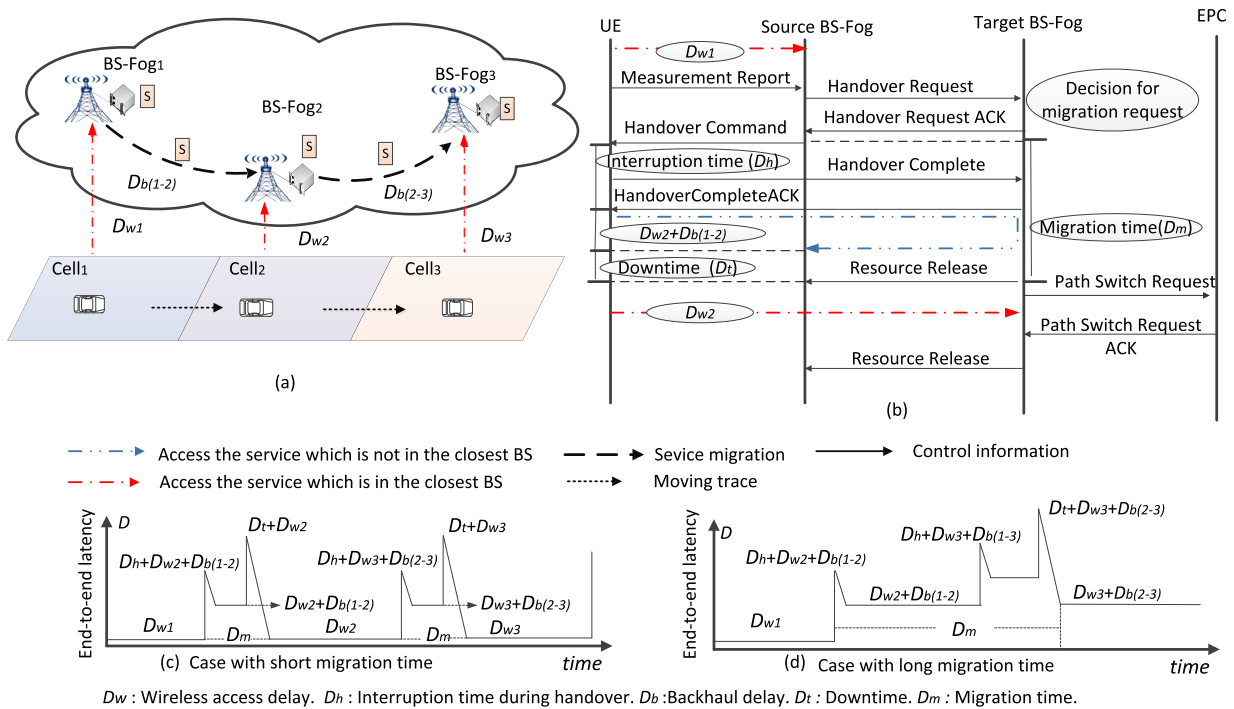 BS-Fog1
S
BS-Fog2
S
BS-Fog3
S
S
S
Db(1-2)
Db(2-3)
Dw1
Dw2
Dw3
Cell1
Cell2
Cell3
(a)
UE
Source BS-Fog
Target BS-Fog
EPC
Dw1
Measurement Report
Handover Request
Decision for
migration request
Handover Request ACK
Handover Command
Interruption time (Dh)
Handover Complete
HandoverCompleteACK
Dw2+Db(1-2)
Migration time(Dm)
Downtime (Dt)
Resource Release
Path Switch Request
Dw2
Path Switch Request
ACK
Resource Release
(b)
Access the service which is not in the closest BS
Sevice migration
Control information
Access the service which is in the closest BS
Moving trace
End-to-end latency
D
Dt+Dw2
Dt+Dw3
Dh+Dw2+Db(1-2)
Dh+Dw3+Db(2-3)
Dw2+Db(1-2)
Dw3+Db(2-3)
Dw1
Dm
Dw2
Dm
Dw3
(c) Case with short migration time
time
End-to-end latency
D
Dt+Dw3+Db(2-3)
Dh+Dw3+Db(1-3)
Dh+Dw2+Db(1-2)
Dw2+Db(1-2)
Dw3+Db(2-3)
Dw1
Dm
(d) Case with long migration time
time
Dw : Wireless access delay. Dh : Interruption time during handover. Db :Backhaul delay. Dt : Downtime. Dm : Migration time.